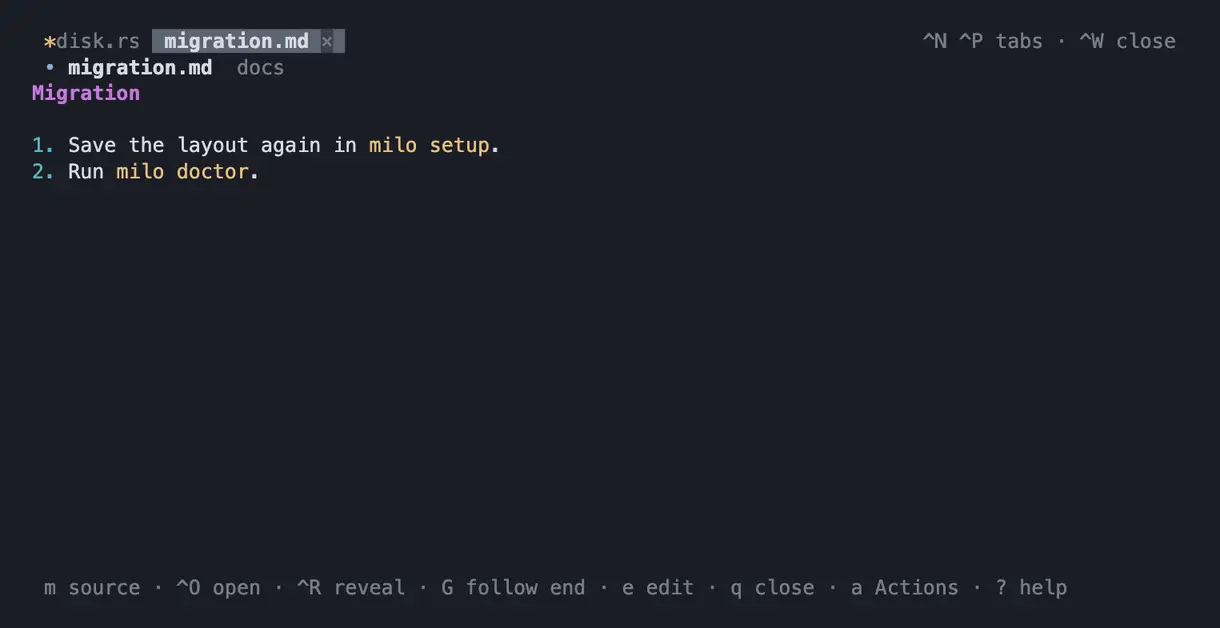 *disk.rs migration.md × ^N ^P tabs · ^W close
• migration.md docs
Migration
1. Save the layout again in milo setup.
2. Run milo doctor.
m source · ^O open · ^R reveal · G follow end · e edit · q close · a Actions · ? help